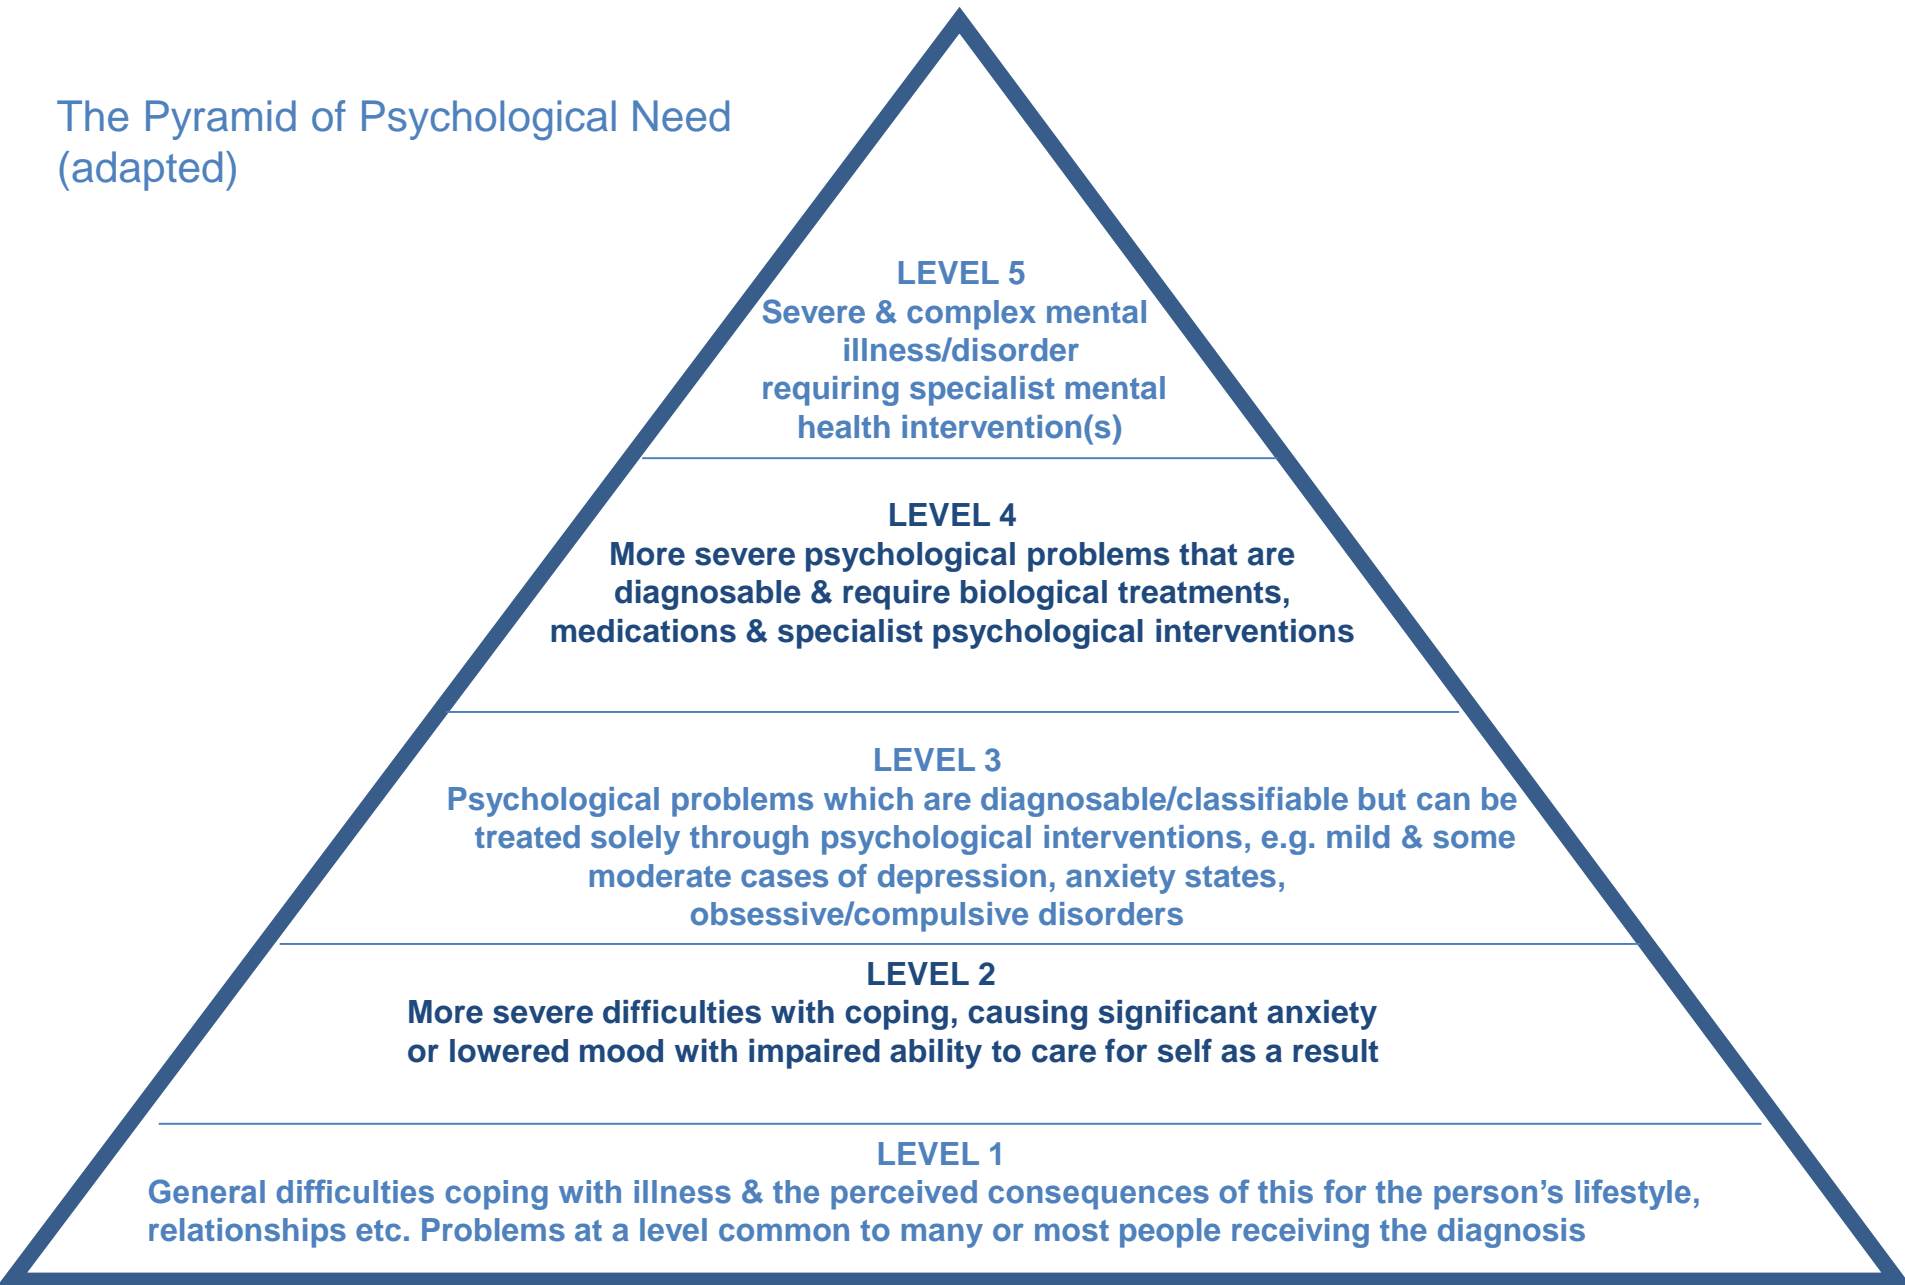 The Pyramid of Psychological Need
(adapted)
LEVEL 5
Severe & complex mental
illness/disorder
requiring specialist mental
health intervention(s)
LEVEL 4
More severe psychological problems that are
diagnosable & require biological treatments,
medications & specialist psychological interventions
LEVEL 3
Psychological problems which are diagnosable/classifiable but can be
treated solely through psychological interventions, e.g. mild & some
moderate cases of depression, anxiety states,
obsessive/compulsive disorders
LEVEL 2
More severe difficulties with coping, causing significant anxiety
or lowered mood with impaired ability to care for self as a result
LEVEL 1
General difficulties coping with illness & the perceived consequences of this for the person’s lifestyle,
relationships etc. Problems at a level common to many or most people receiving the diagnosis